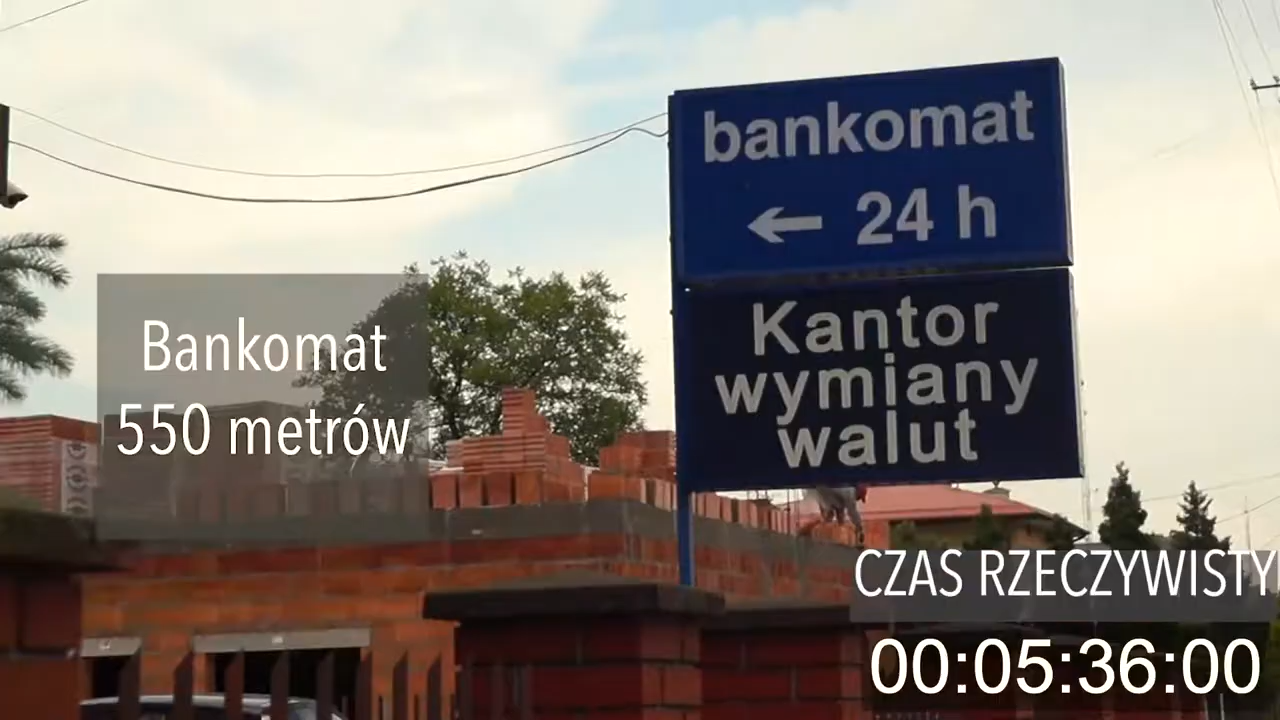 bankomat
← 24 h
Kantor
wymiany
walut
Bankomat
550 metrów
CZAS RZECZYWISTY
00:05:36:00